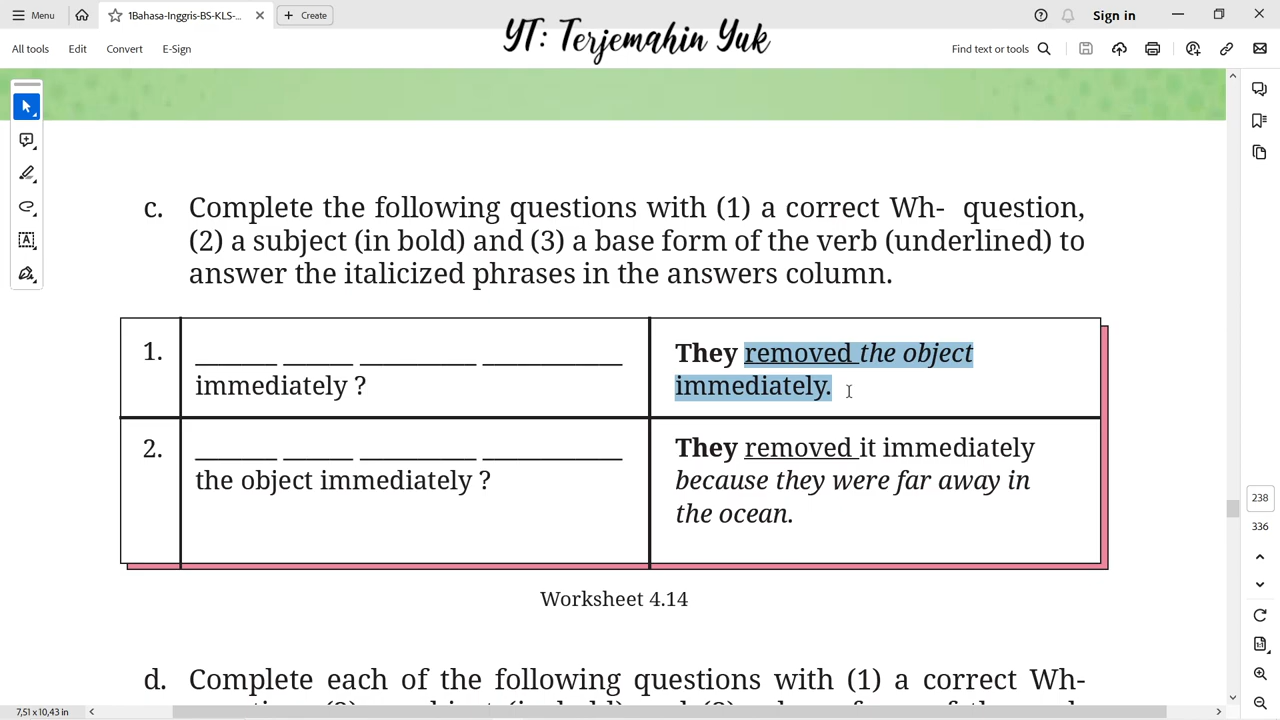 Menu
1Bahasa-Inggris-BS-KLS-...
Create
YT: Terjemahin Yuk
Sign in
All tools Edit Convert E-Sign
Find text or tools
c. Complete the following questions with (1) a correct Wh- question,
(2) a subject (in bold) and (3) a base form of the verb (underlined) to
answer the italicized phrases in the answers column.
1. _______ ______ __________ ____________
immediately ?
They removed the object
immediately.
2. _______ ______ __________ ____________
the object immediately ?
They removed it immediately
because they were far away in
the ocean.
Worksheet 4.14
d. Complete each of the following questions with (1) a correct Wh-
238
336
7,51 x 10,43 in